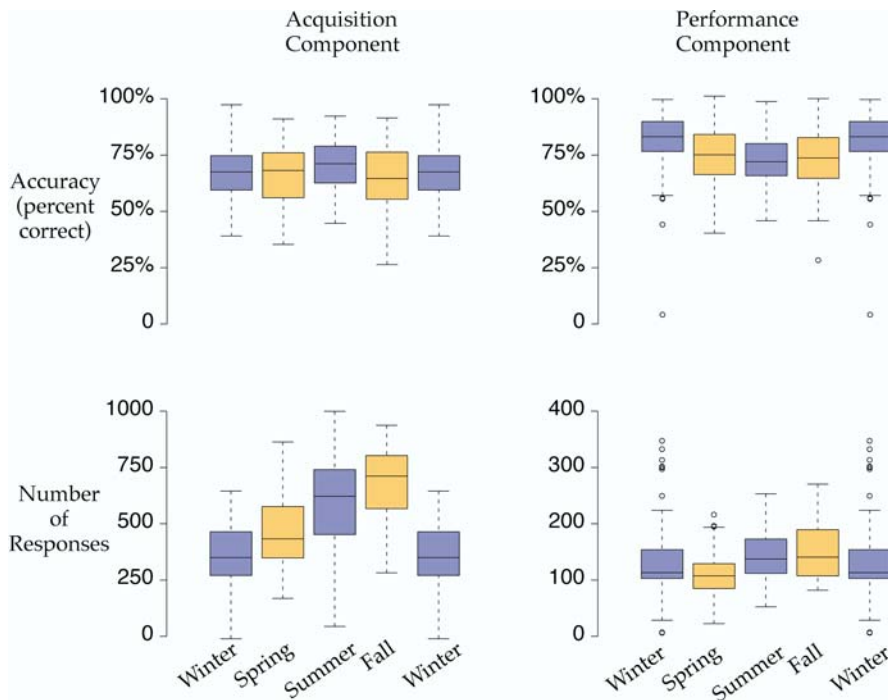 Acquisition
Component
Performance
Component
100%
75%
50%
25%
0
Accuracy
(percent
correct)
100%
75%
50%
25%
0
1000
750
500
250
0
Number
of
Responses
400
300
200
100
0
Winter
Spring
Summer
Fall
Winter
Winter
Spring
Summer
Fall
Winter